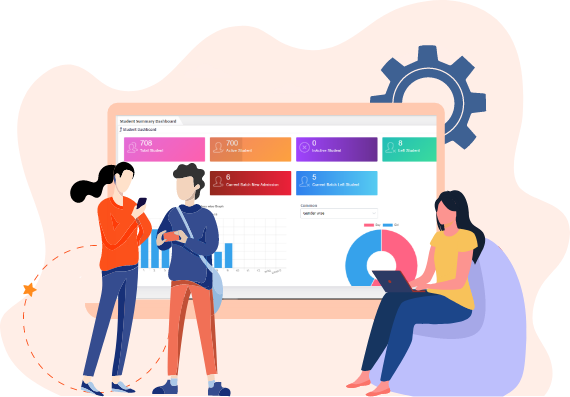 Student Summary Dashboard
Student Dashboard
708
Total Student
700
Active Student
0
Inactive Student
8
Left Student
6
Current Batch New Admission
5
Current Batch Left Student
Gender wise